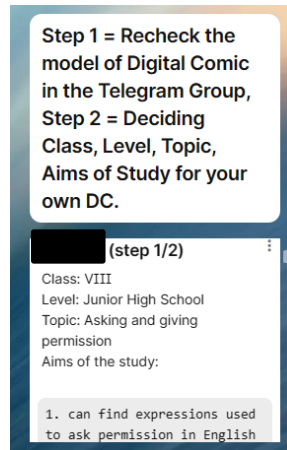 Step 1 = Recheck the
model of Digital Comic
in the Telegram Group,
Step 2 = Deciding
Class, Level, Topic,
Aims of Study for your
own DC.
(step 1/2)
Class: VIII
Level: Junior High School
Topic: Asking and giving
permission
Aims of the study:
1. can find expressions used
to ask permission in English